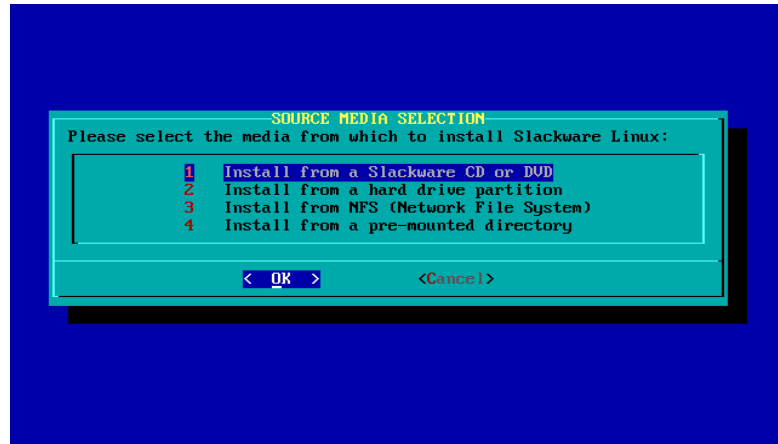 SOURCE MEDIA SELECTION
Please select the media from which to install Slackware Linux:
1 Install from a Slackware CD or DVD
2 Install from a hard drive partition
3 Install from NFS (Network File System)
4 Install from a pre-mounted directory
< OK > <Cancel>